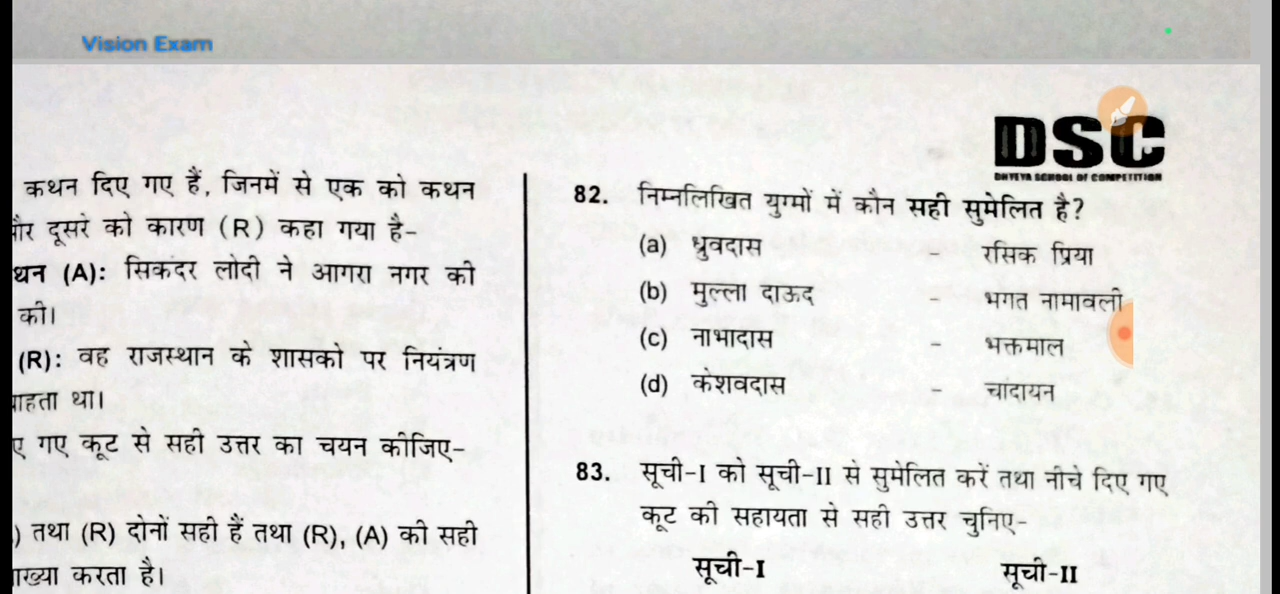 Vision Exam
DSC
DHYEYA SCHOOL OF COMPETITION
कथन दिए गए हैं, जिनमें से एक को कथन
और दूसरे को कारण (R) कहा गया है-
थन (A): सिकंदर लोदी ने आगरा नगर की
की।
(R): वह राजस्थान के शासकों पर नियंत्रण
ाहता था।
ए गए कूट से सही उत्तर का चयन कीजिए-
) तथा (R) दोनों सही हैं तथा (R), (A) की सही
ाख्या करता है।
82. निम्नलिखित युग्मों में कौन सही सुमेलित है?
(a) ध्रुवदास - रसिक प्रिया
(b) मुल्ला दाऊद - भगत नामावली
(c) नाभादास - भक्तमाल
(d) केशवदास - चांदायन
83. सूची-I को सूची-II से सुमेलित करें तथा नीचे दिए गए
कूट की सहायता से सही उत्तर चुनिए-
सूची-I सूची-II